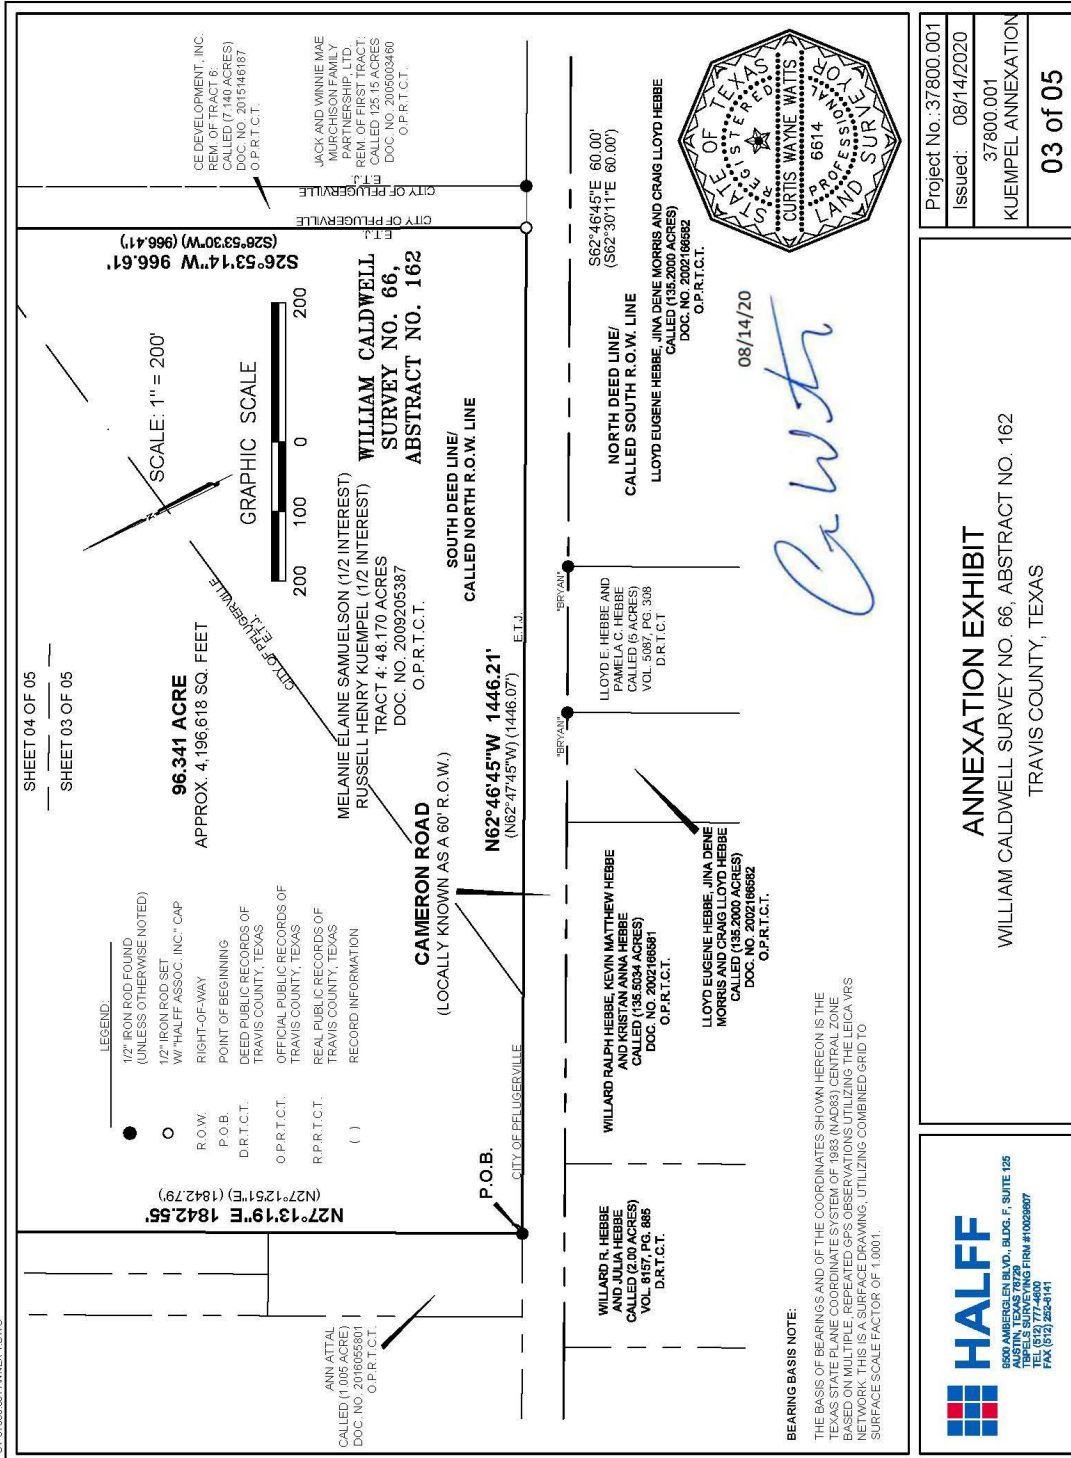 SHEET 04 OF 05
SHEET 03 OF 05
LEGEND:
1/2" IRON ROD FOUND
(UNLESS OTHERWISE NOTED)
1/2" IRON ROD SET
W/ "HALFF ASSOC. INC." CAP
R.O.W. RIGHT-OF-WAY
P.O.B. POINT OF BEGINNING
D.R.T.C.T. DEED PUBLIC RECORDS OF
TRAVIS COUNTY, TEXAS
O.P.R.T.C.T. OFFICIAL PUBLIC RECORDS OF
TRAVIS COUNTY, TEXAS
R.P.R.T.C.T. REAL PUBLIC RECORDS OF
TRAVIS COUNTY, TEXAS
( ) RECORD INFORMATION
N27°13'19"E 1842.55'
(N27°12'51"E) (1842.79')
96.341 ACRE
APPROX. 4,196,618 SQ. FEET
CITY OF PFLUGERVILLE
E.T.J.
SCALE: 1" = 200'
N
GRAPHIC SCALE
200 100 0 200
MELANIE ELAINE SAMUELSON (1/2 INTEREST)
RUSSELL HENRY KUEMPEL (1/2 INTEREST)
TRACT 4: 48.170 ACRES
DOC. NO. 2009205387
O.P.R.T.C.T.
WILLIAM CALDWELL
SURVEY NO. 66,
ABSTRACT NO. 162
S26°53'14"W 966.61'
(S26°53'30"W) (966.41')
E.T.J.
CITY OF PFLUGERVILLE
E.T.J.
CITY OF PFLUGERVILLE
CE DEVELOPMENT, INC.
REM. OF TRACT 6:
CALLED (7.140 ACRES)
DOC. NO. 2015146187
O.P.R.T.C.T.
JACK AND WINNIE MAE
MURCHISON FAMILY
PARTNERSHIP, LTD.
REM. OF FIRST TRACT:
CALLED 125.15 ACRES
DOC. NO. 2005003460
O.P.R.T.C.T.
CAMERON ROAD
(LOCALLY KNOWN AS A 60' R.O.W.)
SOUTH DEED LINE/
CALLED NORTH R.O.W. LINE
N62°46'45"W 1446.21'
(N62°47'45"W) (1446.07')
P.O.B.
CITY OF PFLUGERVILLE
E.T.J.
ANN ATTAL
CALLED (1.005 ACRE)
DOC. NO. 2016055801
O.P.R.T.C.T.
"BRYAN"
"BRYAN"
NORTH DEED LINE/
CALLED SOUTH R.O.W. LINE
S62°46'45"E 60.00'
(S62°30'11"E 60.00')
WILLARD R. HEBBE
AND JULIA HEBBE
CALLED (2.00 ACRES)
VOL. 8157, PG. 885
D.R.T.C.T.
WILLARD RALPH HEBBE, KEVIN MATTHEW HEBBE
AND KRISTAN ANNA HEBBE
CALLED (135.5034 ACRES)
DOC. NO. 2002166581
O.P.R.T.C.T.
LLOYD EUGENE HEBBE, JINA DENE
MORRIS AND CRAIG LLOYD HEBBE
CALLED (135.2000 ACRES)
DOC. NO. 2002166582
O.P.R.T.C.T.
LLOYD E. HEBBE AND
PAMELA C. HEBBE
CALLED (5 ACRES)
VOL. 5087, PG. 308
D.R.T.C.T
LLOYD EUGENE HEBBE, JINA DENE MORRIS AND CRAIG LLOYD HEBBE
CALLED (135.2000 ACRES)
DOC. NO. 2002166582
O.P.R.T.C.T.
BEARING BASIS NOTE:
THE BASIS OF BEARINGS AND OF THE COORDINATES SHOWN HEREON IS THE
TEXAS STATE PLANE COORDINATE SYSTEM OF 1983 (NAD83) CENTRAL ZONE
BASED ON MULTIPLE, REPEATED GPS OBSERVATIONS UTILIZING THE LEICA VRS
NETWORK. THIS IS A SURFACE DRAWING, UTILIZING COMBINED GRID TO
SURFACE SCALE FACTOR OF 1.0001.
08/14/20
STATE OF TEXAS
REGISTERED
CURTIS WAYNE WATTS
6614
PROFESSIONAL
LAND SURVEYOR
HALFF
9500 AMBERGLEN BLVD., BLDG. F, SUITE 125
AUSTIN, TEXAS 78729
TBPELS SURVEYING FIRM #10029607
TEL (512) 777-4600
FAX (512) 252-8141
ANNEXATION EXHIBIT
WILLIAM CALDWELL SURVEY NO. 66, ABSTRACT NO. 162
TRAVIS COUNTY, TEXAS
Project No.: 37800.001
Issued: 08/14/2020
37800.001
KUEMPEL ANNEXATION
03 of 05